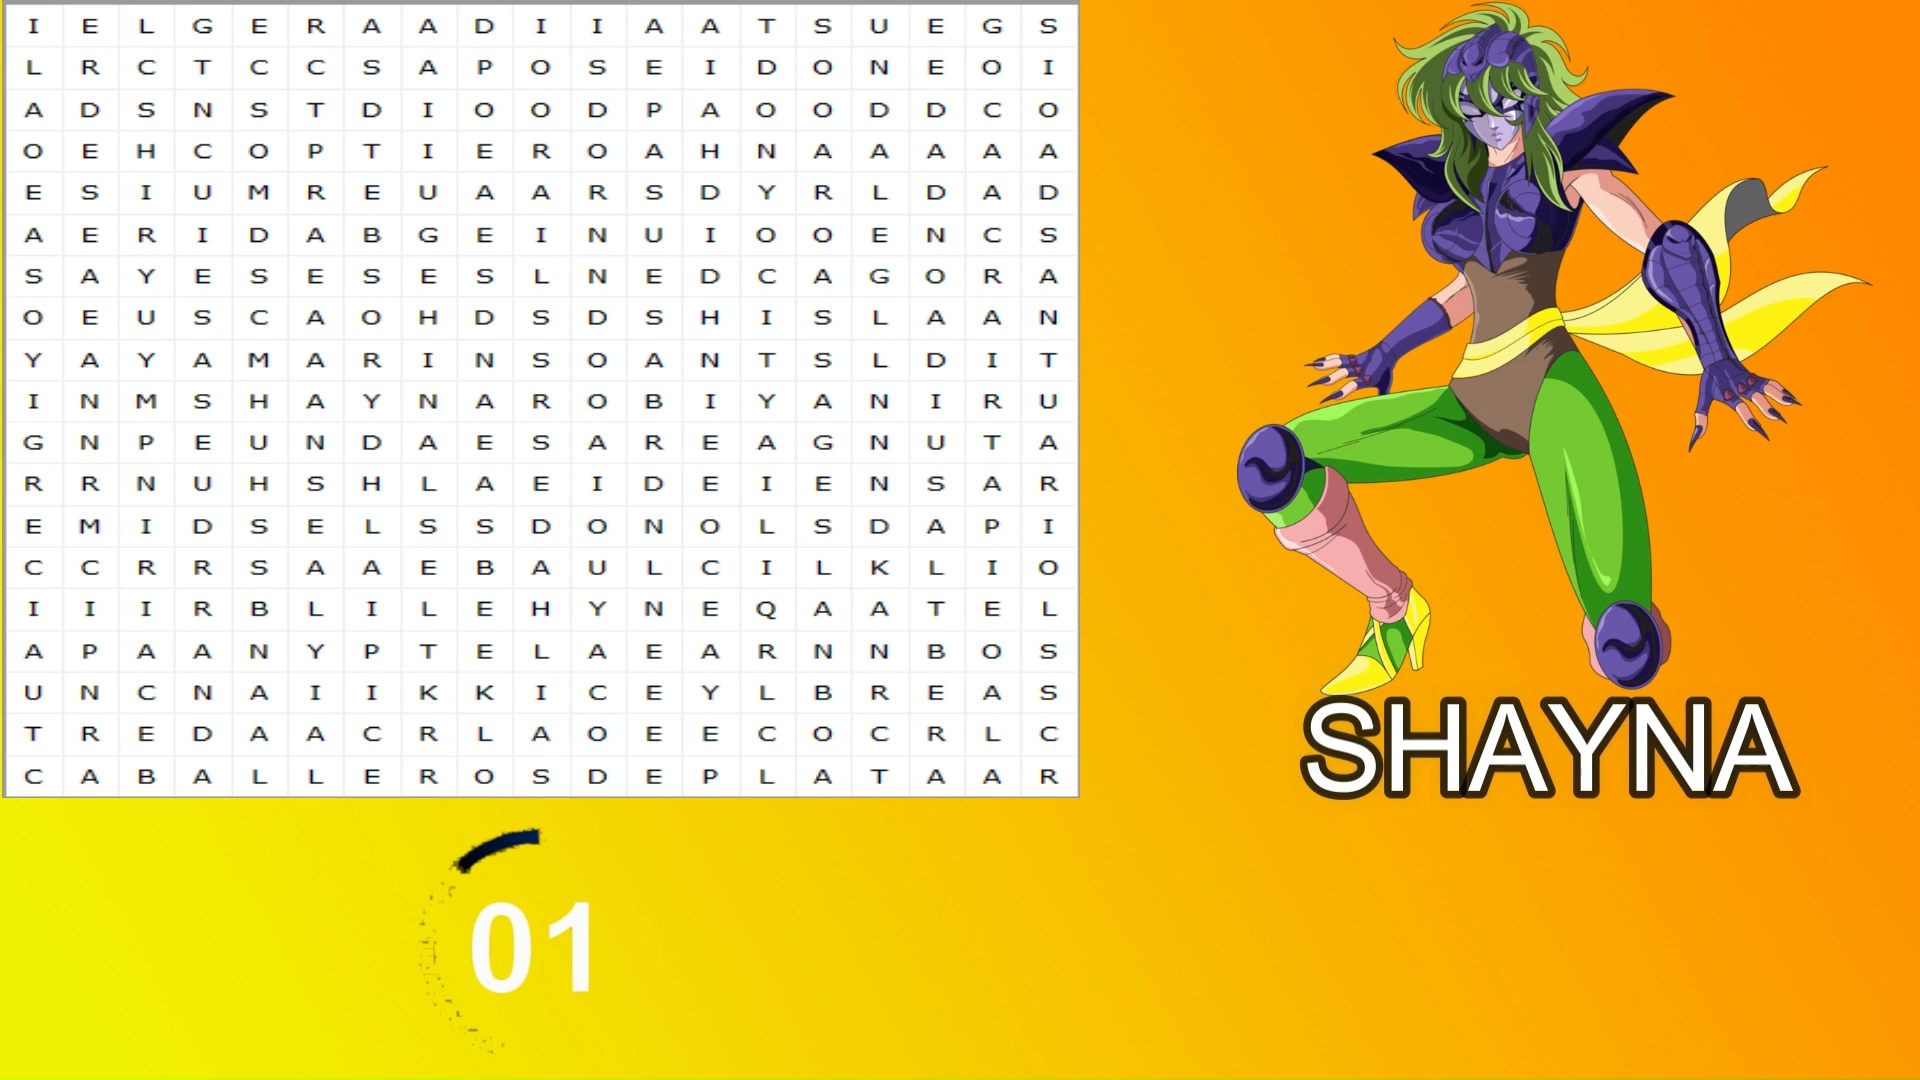 I E L G E R A A D I I A A T S U E G S
L R C T C C S A P O S E I D O N E O I
A D S N S T D I O O D P A O O D D C O
O E H C O P T I E R O A H N A A A A A
E S I U M R E U A A R S D Y R L D A D
A E R I D A B G E I N U I O O E N C S
S A Y E S E S E S L N E D C A G O R A
O E U S C A O H D S D S H I S L A A N
Y A Y A M A R I N S O A N T S L D I T
I N M S H A Y N A R O B I Y A N I R U
G N P E U N D A E S A R E A G N U T A
R R N U H S H L A E I D E I E N S A R
E M I D S E L S S D O N O L S D A P I
C C R R S A A E B A U L C I L K L I O
I I I R B L I L E H Y N E Q A A T E L
A P A A N Y P T E L A E A R N N B O S
U N C N A I I K K I C E Y L B R E A S
T R E D A A C R L A O E E C O C R L C
C A B A L L E R O S D E P L A T A A R
SHAYNA
01